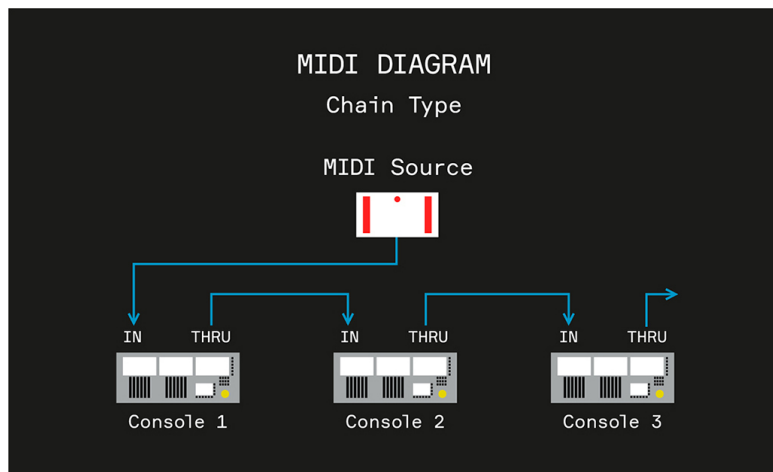 MIDI DIAGRAM
Chain Type
MIDI Source
IN THRU IN THRU IN THRU
Console 1 Console 2 Console 3